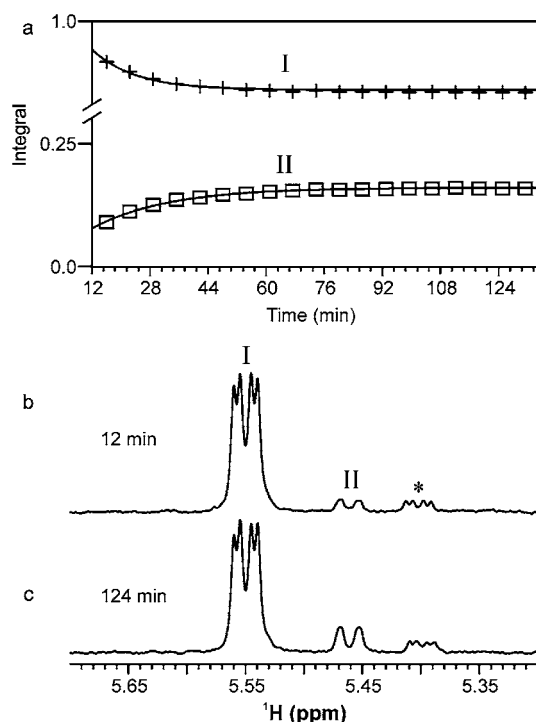 a
1.0
I
Integral
0.25
II
0.0
12 28 44 60 76 92 108 124
Time (min)
I
b
12 min
II
*
c
124 min
5.65 5.55 5.45 5.35
¹H (ppm)